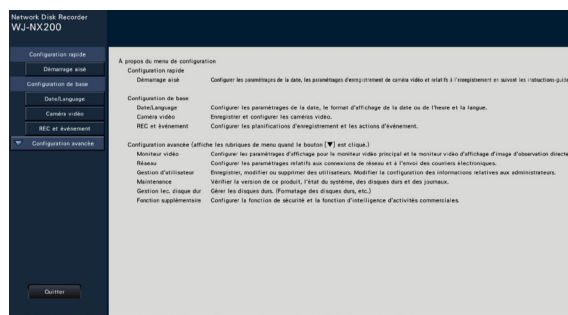 Network Disk Recorder
WJ-NX200
Configuration rapide
Démarrage aisé
Configuration de base
Date/Language
Caméra vidéo
REC et événement
Configuration avancée
Quitter
À propos du menu de configuration
Configuration rapide
Démarrage aisé Configurer les paramétrages de la date, les paramétrages d'enregistrement de caméra vidéo et relatifs à l'enregistrement en suivant les instructions-guide
Configuration de base
Date/Language Configurer les paramétrages de la date, le format d'affichage de la date ou de l'heure et la langue.
Caméra vidéo Enregistrer et configurer les caméras vidéo.
REC et événement Configurer les planifications d'enregistrement et les actions d'événement.
Configuration avancée (affiche les rubriques de menu quand le bouton [▼] est cliqué.)
Moniteur vidéo Configurer les paramétrages d'affichage pour le moniteur vidéo principal et le moniteur vidéo d'affichage d'image d'observation directe
Réseau Configurer les paramétrages relatifs aux connexions de réseau et à l'envoi des courriers électroniques.
Gestion d'utilisateur Enregistrer, modifier ou supprimer des utilisateurs. Modifier la configuration des informations relatives aux administrateurs.
Maintenance Vérifier la version de ce produit, l'état du système, des disques durs et des journaux.
Gestion lec. disque dur Gérer les disques durs. (Formatage des disques durs, etc.)
Fonction supplémentaire Configurer la fonction de sécurité et la fonction d'intelligence d'activités commerciales.